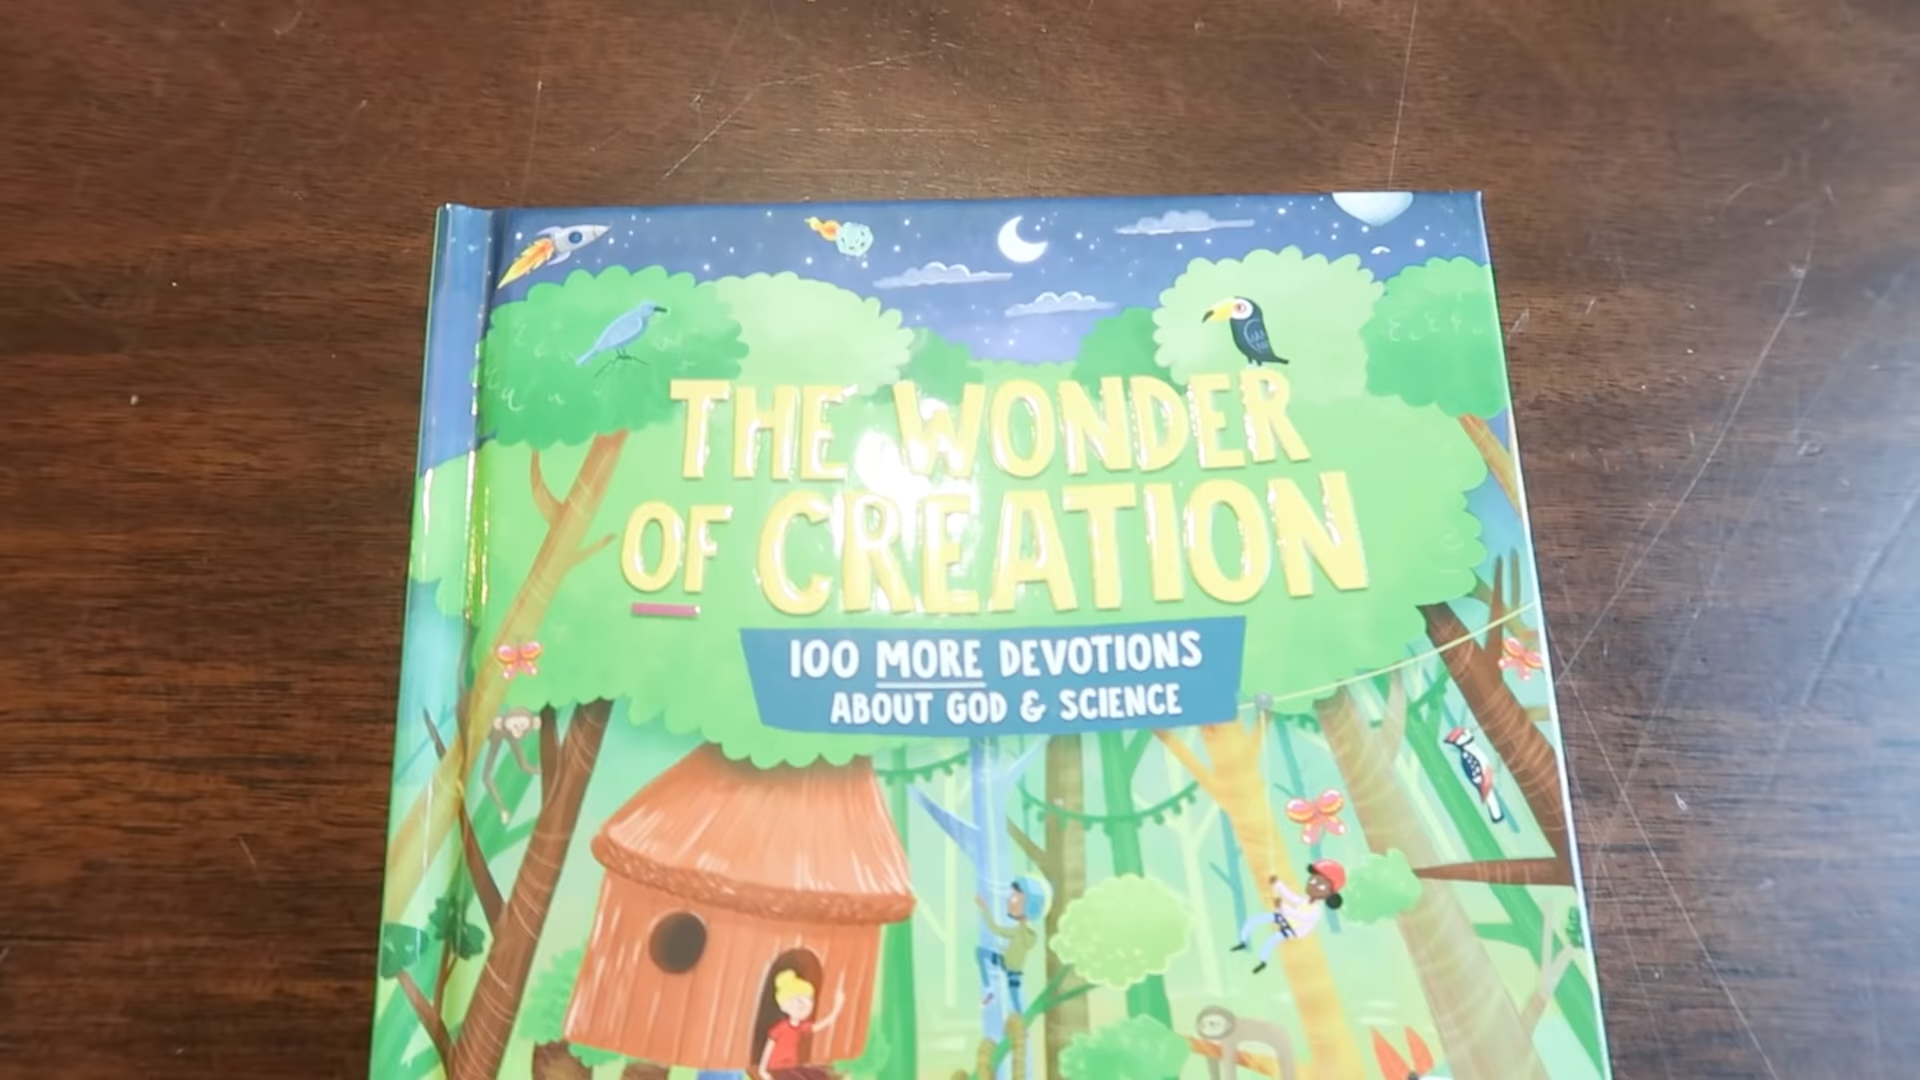 THE WONDER
OF CREATION
100 MORE DEVOTIONS
ABOUT GOD & SCIENCE